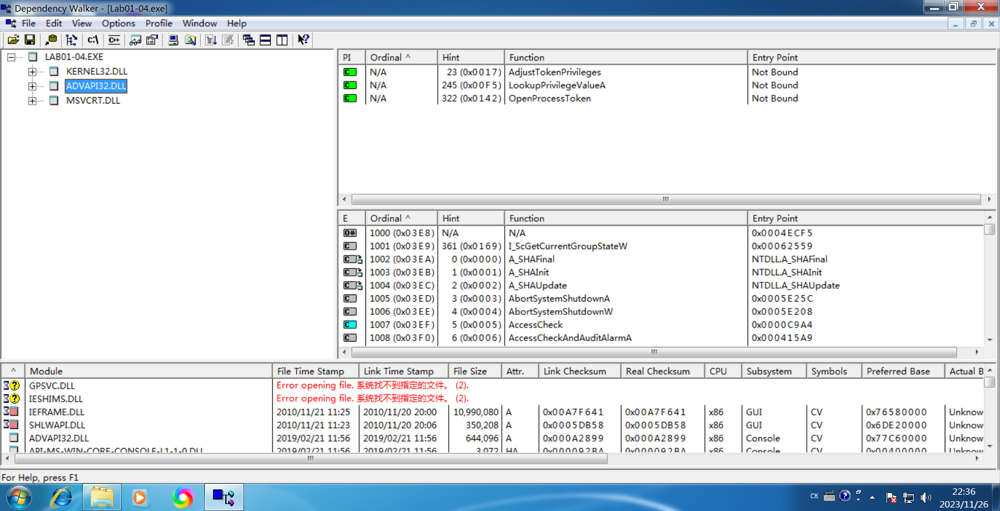 Dependency Walker - [Lab01-04.exe]
File Edit View Options Profile Window Help
C:\ C++
LAB01-04.EXE
KERNEL32.DLL
ADVAPI32.DLL
MSVCRT.DLL
PI Ordinal ^ Hint Function Entry Point
C N/A 23 (0x0017) AdjustTokenPrivileges Not Bound
C N/A 245 (0x00F5) LookupPrivilegeValueA Not Bound
C N/A 322 (0x0142) OpenProcessToken Not Bound
E Ordinal ^ Hint Function Entry Point
O# 1000 (0x03E8) N/A N/A 0x0004ECF5
C 1001 (0x03E9) 361 (0x0169) I_ScGetCurrentGroupStateW 0x00062559
C 1002 (0x03EA) 0 (0x0000) A_SHAFinal NTDLL.A_SHAFinal
C 1003 (0x03EB) 1 (0x0001) A_SHAInit NTDLL.A_SHAInit
C 1004 (0x03EC) 2 (0x0002) A_SHAUpdate NTDLL.A_SHAUpdate
C 1005 (0x03ED) 3 (0x0003) AbortSystemShutdownA 0x0005E25C
C 1006 (0x03EE) 4 (0x0004) AbortSystemShutdownW 0x0005E208
C 1007 (0x03EF) 5 (0x0005) AccessCheck 0x0000C9A4
C 1008 (0x03F0) 6 (0x0006) AccessCheckAndAuditAlarmA 0x000415A9
^ Module File Time Stamp Link Time Stamp File Size Attr. Link Checksum Real Checksum CPU Subsystem Symbols Preferred Base Actual B
GPSVC.DLL Error opening file. 系统找不到指定的文件。 (2).
IESHIMS.DLL Error opening file. 系统找不到指定的文件。 (2).
IEFRAME.DLL 2010/11/21 11:25 2010/11/20 20:00 10,990,080 A 0x00A7F641 0x00A7F641 x86 GUI CV 0x76580000 Unknow
SHLWAPI.DLL 2010/11/21 11:23 2010/11/20 20:06 350,208 A 0x0005DB58 0x0005DB58 x86 GUI CV 0x6DE20000 Unknow
ADVAPI32.DLL 2019/02/21 11:56 2019/02/21 11:56 644,096 A 0x000A2899 0x000A2899 x86 Console CV 0x77C60000 Unknow
API-MS-WIN-CORE-CONSOLE-L1-1-0.DLL 2019/02/21 11:56 2019/02/21 11:56 3,072 HA 0x000092BA 0x000092BA x86 Console CV 0x00400000 Unknow
For Help, press F1
CH
22:36
2023/11/26